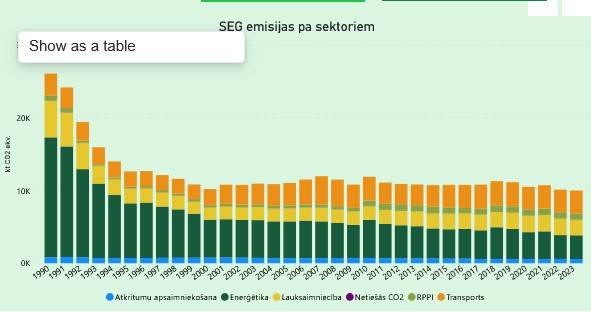 SEG emisijas pa sektoriem
Show as a table
kt CO2 ekv.
20K
10K
0K
1990 1991 1992 1993 1994 1995 1996 1997 1998 1999 2000 2001 2002 2003 2004 2005 2006 2007 2008 2009 2010 2011 2012 2013 2014 2015 2016 2017 2018 2019 2020 2021 2022 2023
Atkritumu apsaimniekošana Enerģētika Lauksaimniecība Netiešās CO2 RPPI Transports